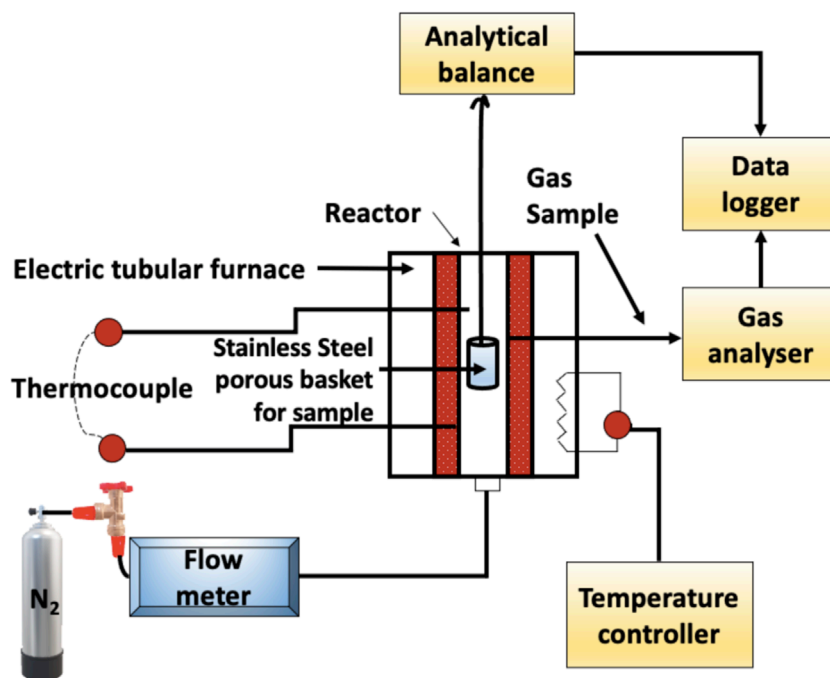 Analytical
balance
Data
logger
Gas
Sample
Reactor
Electric tubular furnace
Gas
analyser
Stainless Steel
porous basket
for sample
Thermocouple
Flow
meter
N₂
Temperature
controller